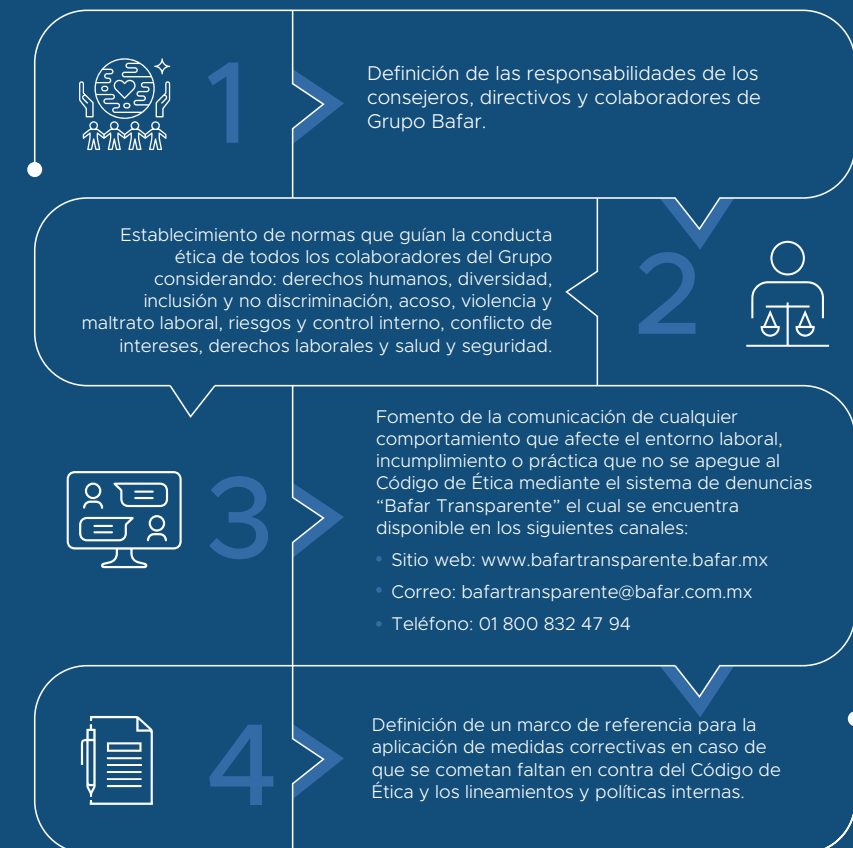 1
Definición de las responsabilidades de los
consejeros, directivos y colaboradores de
Grupo Bafar.
2
Establecimiento de normas que guían la conducta
ética de todos los colaboradores del Grupo
considerando: derechos humanos, diversidad,
inclusión y no discriminación, acoso, violencia y
maltrato laboral, riesgos y control interno, conflicto de
intereses, derechos laborales y salud y seguridad.
3
Fomento de la comunicación de cualquier
comportamiento que afecte el entorno laboral,
incumplimiento o práctica que no se apegue al
Código de Ética mediante el sistema de denuncias
“Bafar Transparente” el cual se encuentra
disponible en los siguientes canales:
• Sitio web: www.bafartransparente.bafar.mx
• Correo: bafartransparente@bafar.com.mx
• Teléfono: 01 800 832 47 94
4
Definición de un marco de referencia para la
aplicación de medidas correctivas en caso de
que se cometan faltan en contra del Código de
Ética y los lineamientos y políticas internas.